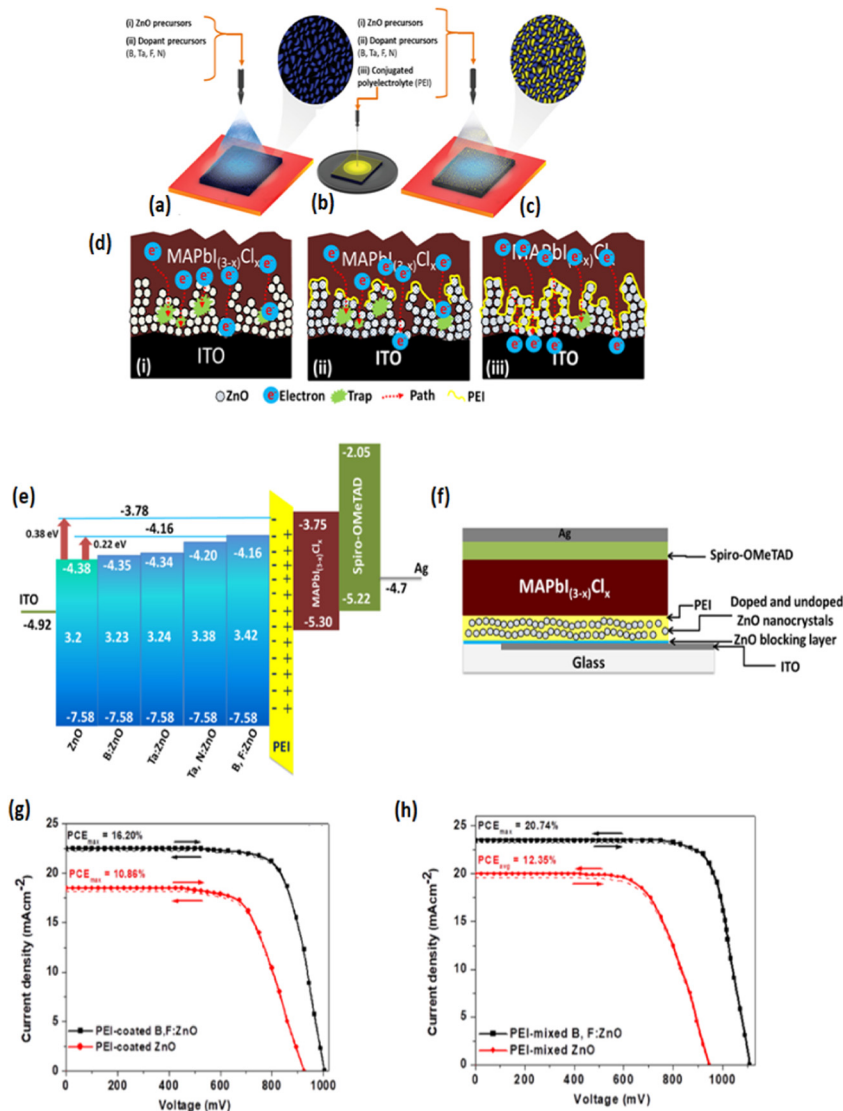 (i) ZnO precursors
(ii) Dopant precursors
(B, Ta, F, N)
(i) ZnO precursors
(ii) Dopant precursors
(B, Ta, F, N)
(iii) Conjugated
polyelectrolyte (PEI)
(a)
(b)
(c)
(d)
MAPbI(3-x)Clx
e⁻ e⁻ e⁻ e⁻ e⁻ e⁻ e⁻
ITO
(i)
MAPbI(3-x)Clx
e⁻ e⁻ e⁻ e⁻ e⁻ e⁻ e⁻
ITO
(ii)
MAPbI(3-x)Cl
e⁻ e⁻ e⁻ e⁻ e⁻ e⁻ e⁻ e⁻ e⁻
ITO
(iii)
ZnO e⁻ Electron Trap Path PEI
(e)
-2.05
Spiro-OMeTAD
-5.22
-3.78
-4.16
0.38 eV
0.22 eV
-3.75
MAPbI(3-x)Clx
-5.30
Ag
-4.7
ITO
-4.92
-4.38 -4.35 -4.34 -4.20 -4.16
3.2 3.23 3.24 3.38 3.42
-7.58 -7.58 -7.58 -7.58 -7.58
ZnO B:ZnO Ta:ZnO Ta, N:ZnO B, F:ZnO
PEI
(f)
Ag
Spiro-OMeTAD
MAPbI(3-x)Clx
PEI
Doped and undoped
ZnO nanocrystals
ZnO blocking layer
ITO
Glass
(g)
PCEmax = 16.20%
PCEmax = 10.86%
PEI-coated B,F:ZnO
PEI-coated ZnO
Current density (mAcm-2)
25
20
15
10
5
0
0 200 400 600 800 1000
Voltage (mV)
(h)
PCEmax = 20.74%
PCEavg = 12.35%
PEI-mixed B, F:ZnO
PEI-mixed ZnO
Current density (mAcm-2)
25
20
15
10
5
0
0 200 400 600 800 1000
Voltage (mV)